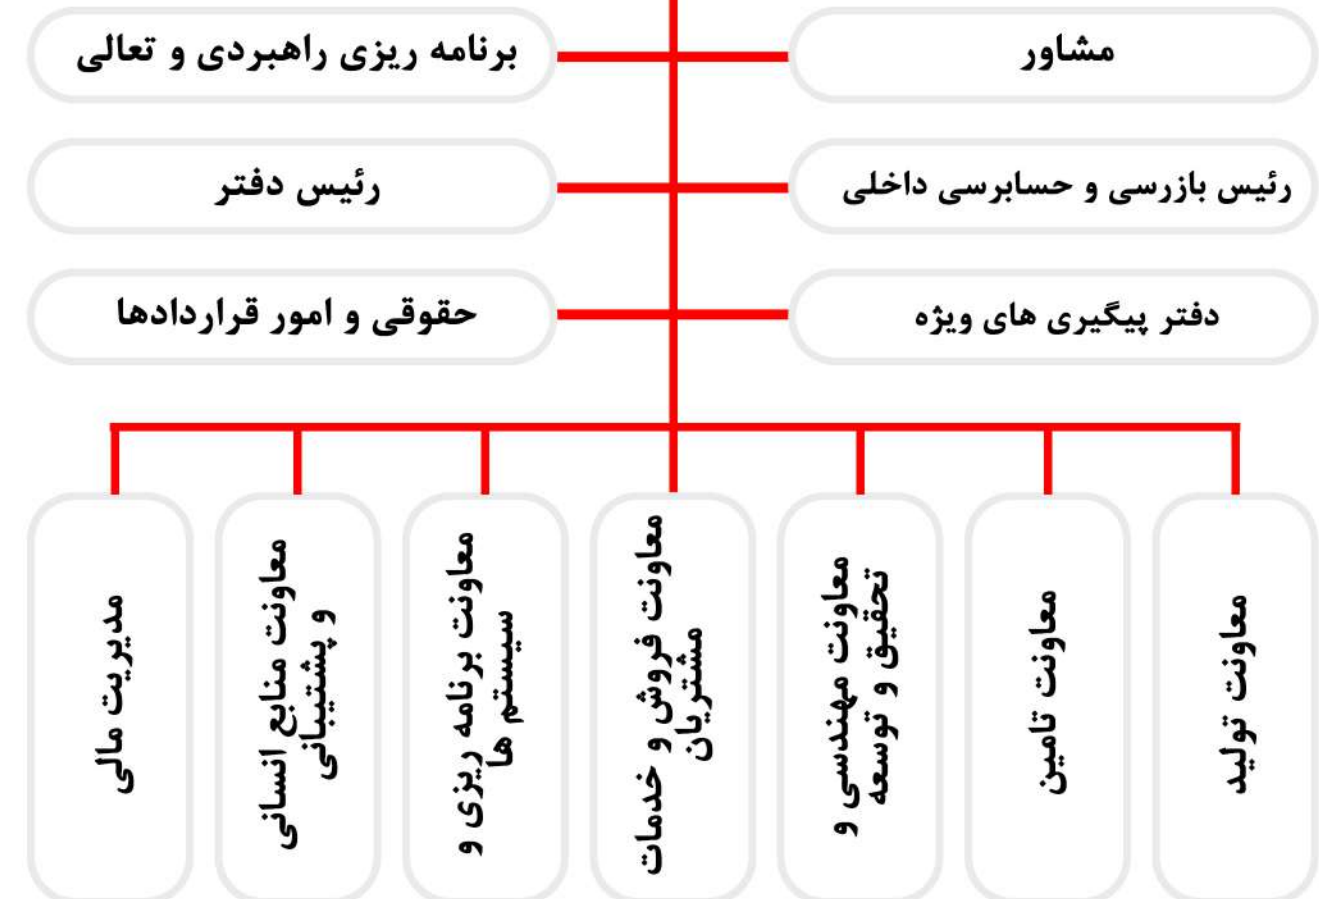 مشاور
برنامه ریزی راهبردی و تعالی
رئیس بازرسی و حسابرسی داخلی
رئیس دفتر
دفتر پیگیری های ویژه
حقوقی و امور قراردادها
معاونت تولید
معاونت تامین
معاونت مهندسی و
تحقیق و توسعه
معاونت فروش و خدمات
مشتریان
معاونت برنامه ریزی و
سیستم ها
معاونت منابع انسانی
و پشتیبانی
مدیریت مالی